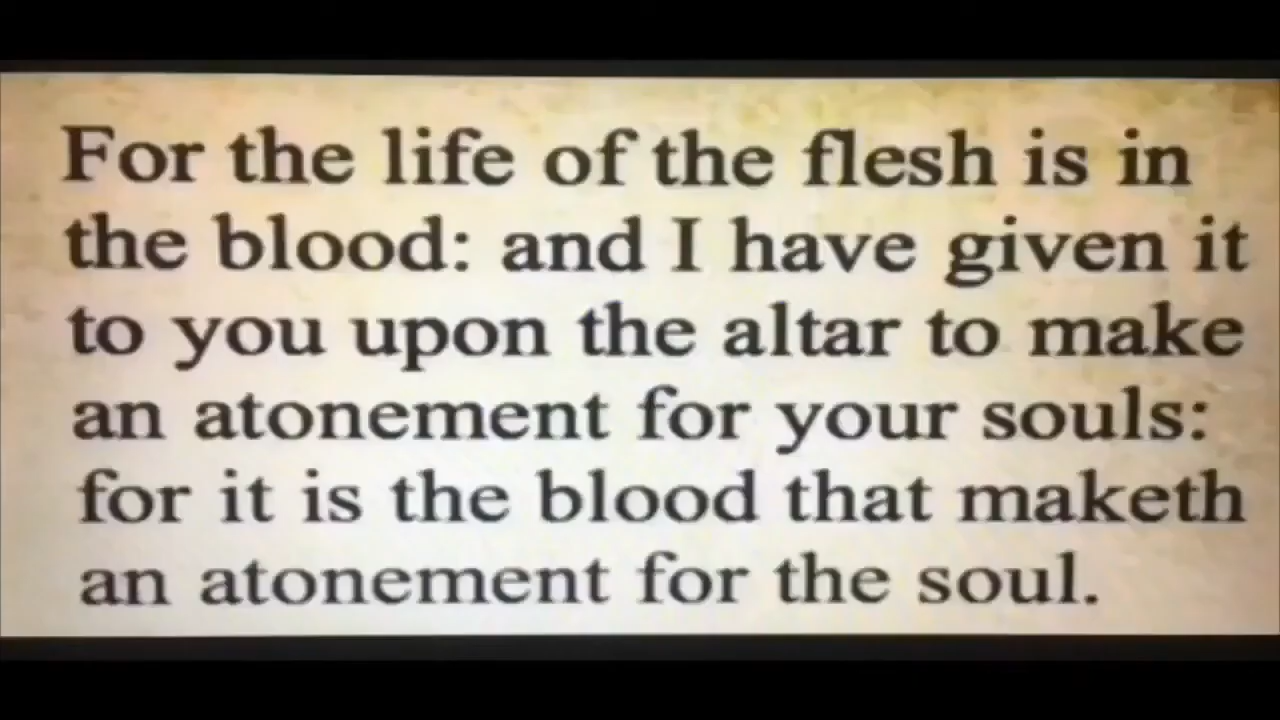 For the life of the flesh is in
the blood: and I have given it
to you upon the altar to make
an atonement for your souls:
for it is the blood that maketh
an atonement for the soul.